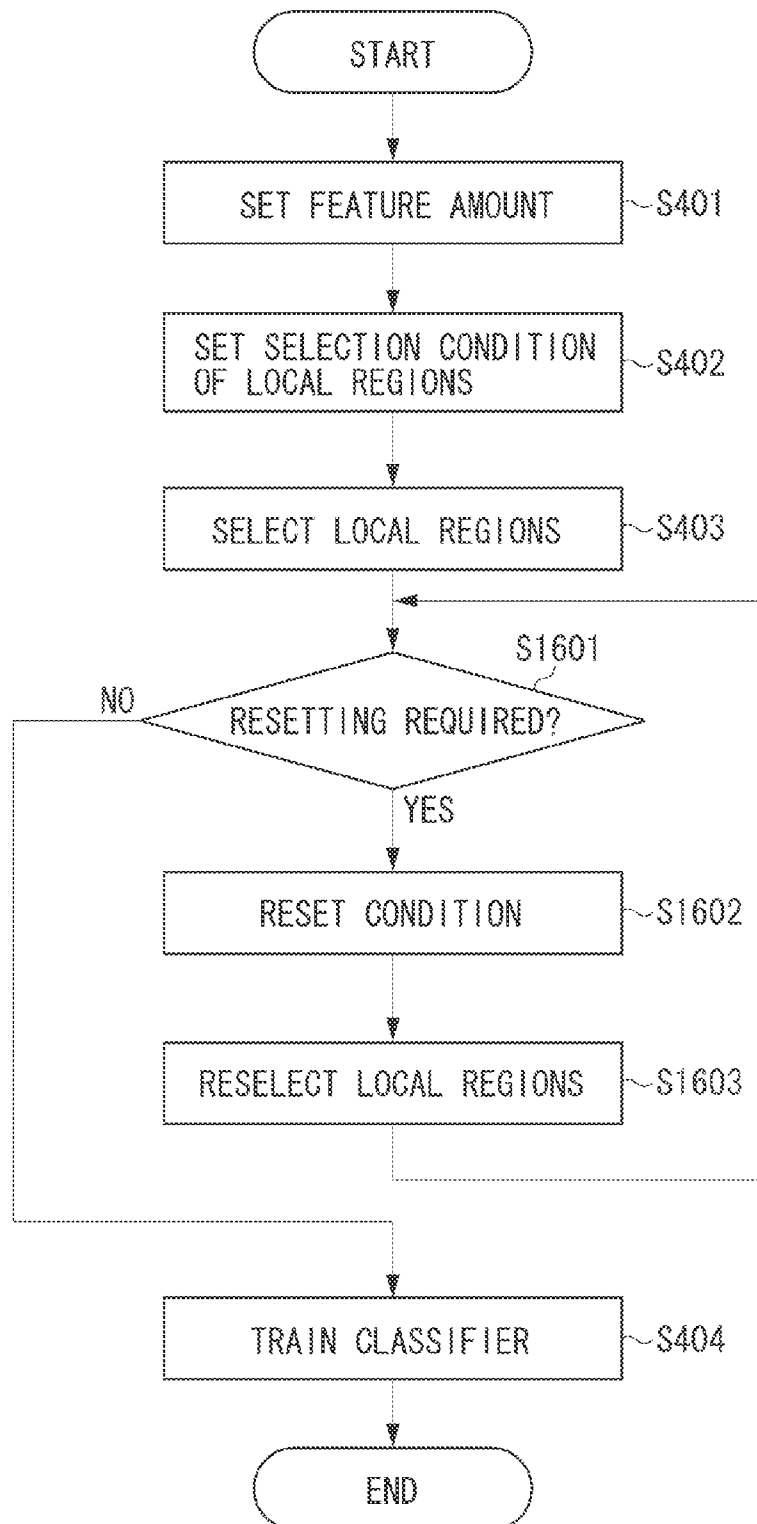 START
SET FEATURE AMOUNT
S401
SET SELECTION CONDITION
OF LOCAL REGIONS
S402
SELECT LOCAL REGIONS
S403
S1601
NO
RESETTING REQUIRED?
YES
RESET CONDITION
S1602
RESELECT LOCAL REGIONS
S1603
TRAIN CLASSIFIER
S404
END